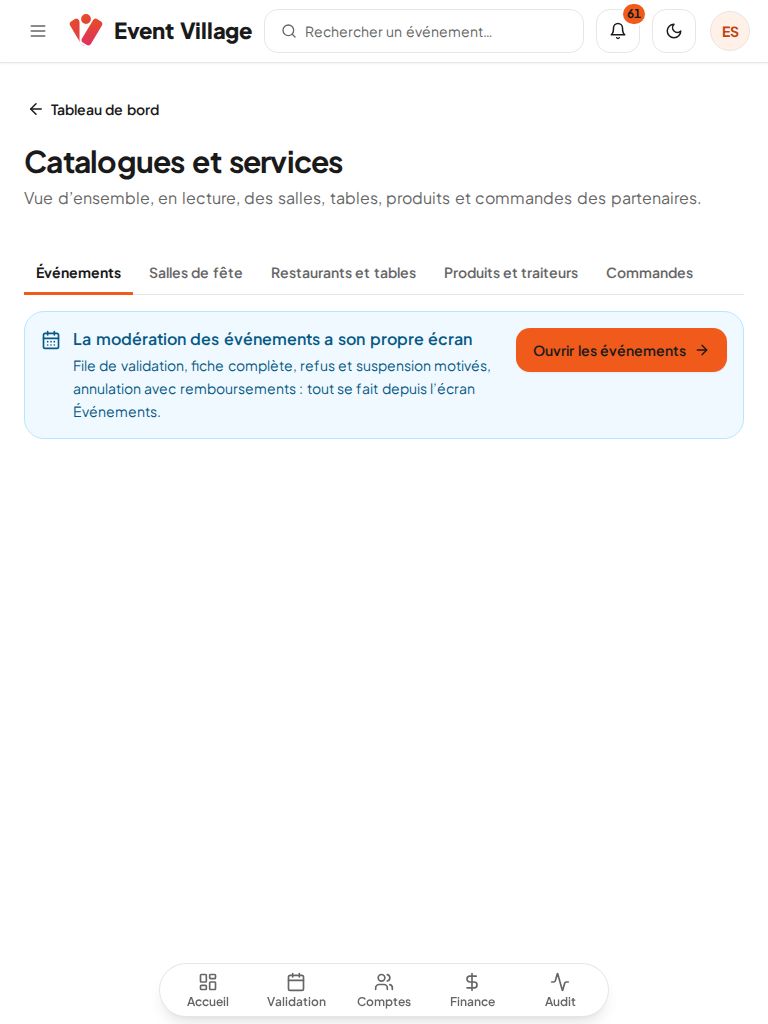 Event Village
Rechercher un événement…
61
ES
Tableau de bord
Catalogues et services
Vue d’ensemble, en lecture, des salles, tables, produits et commandes des partenaires.
Événements
Salles de fête
Restaurants et tables
Produits et traiteurs
Commandes
La modération des événements a son propre écran
File de validation, fiche complète, refus et suspension motivés,
annulation avec remboursements : tout se fait depuis l’écran
Événements.
Ouvrir les événements
Accueil
Validation
Comptes
Finance
Audit